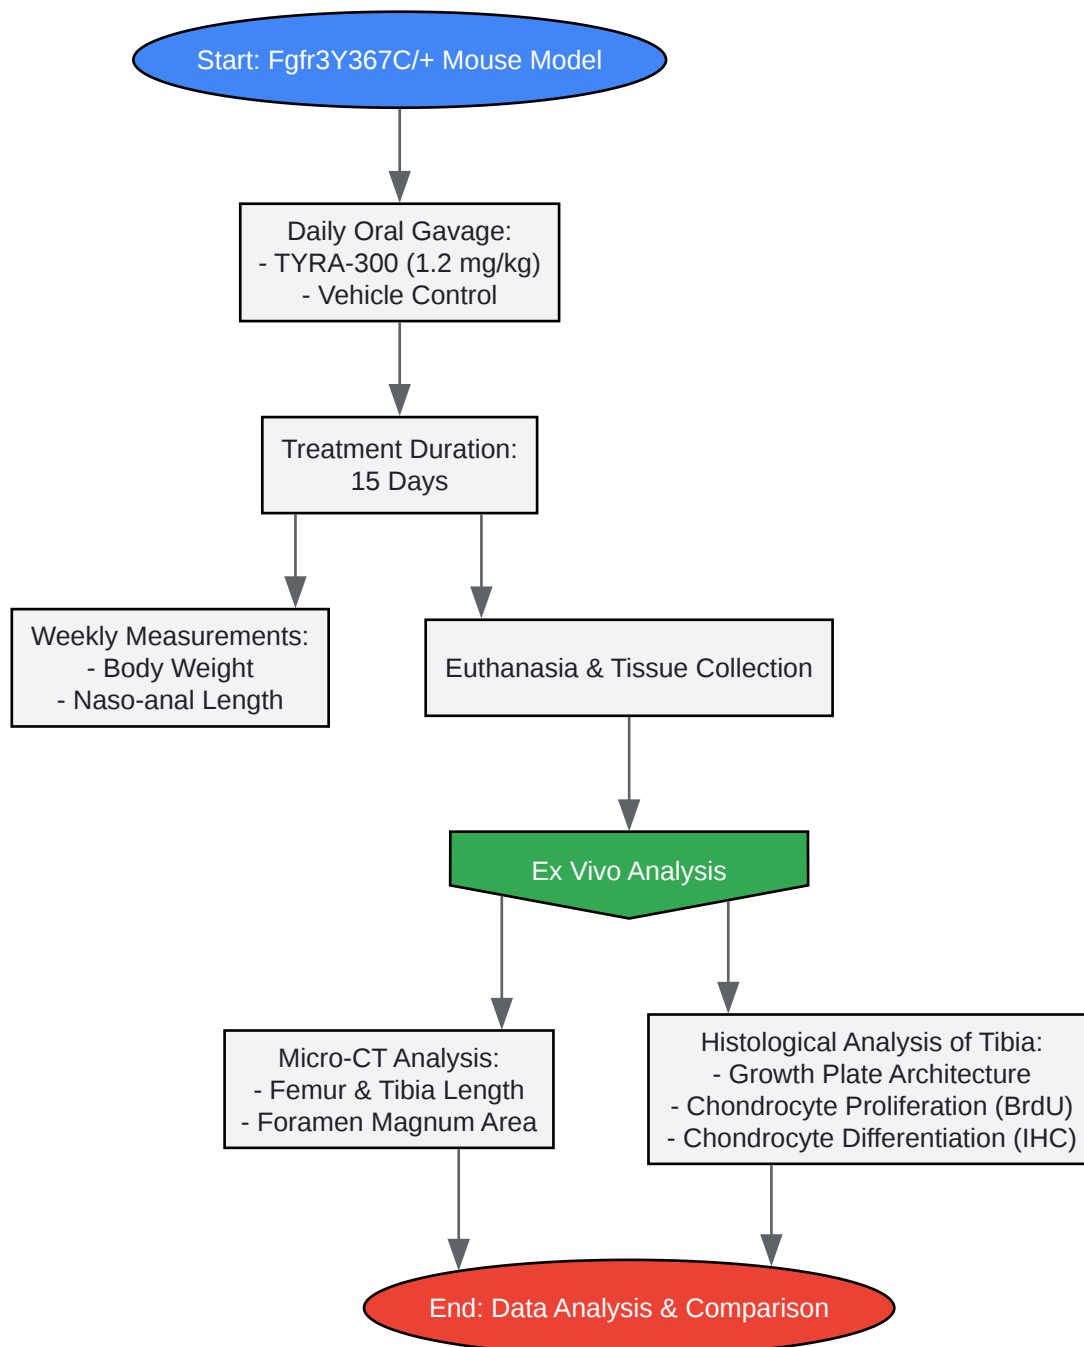 Start: Fgfr3Y367C/+ Mouse Model
Daily Oral Gavage:
- TYRA-300 (1.2 mg/kg)
- Vehicle Control
Treatment Duration:
15 Days
Weekly Measurements:
- Body Weight
- Naso-anal Length
Euthanasia & Tissue Collection
Ex Vivo Analysis
Micro-CT Analysis:
- Femur & Tibia Length
- Foramen Magnum Area
Histological Analysis of Tibia:
- Growth Plate Architecture
- Chondrocyte Proliferation (BrdU)
- Chondrocyte Differentiation (IHC)
End: Data Analysis & Comparison